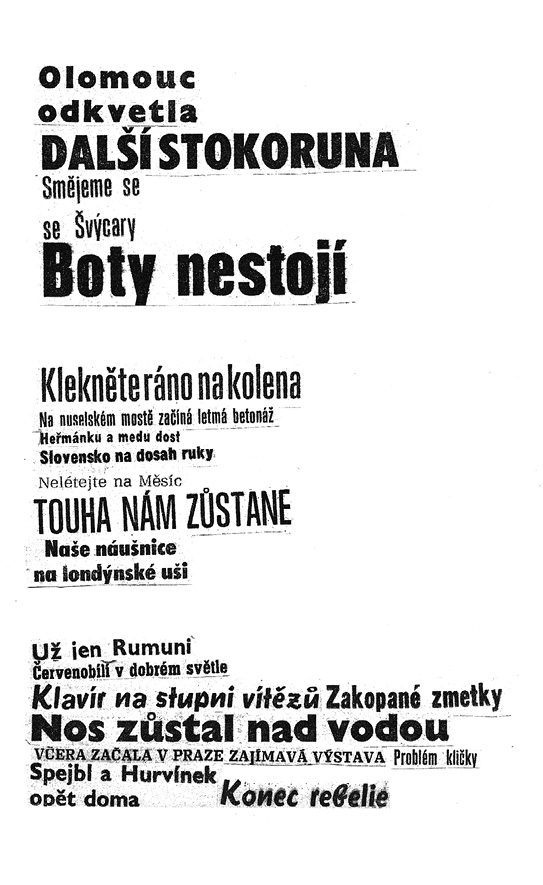 Olomouc
odkvetla
DALŠÍ STOKORUNA
Smějeme se
se Švýcary
Boty nestojí
Klekněte ráno na kolena
Na nuselském mostě začíná letmá betonáž
Heřmánku a medu dost
Slovensko na dosah ruky
Nelétejte na Měsíc
TOUHA NÁM ZŮSTANE
Naše náušnice
na londýnské uši
Už jen Rumuni
Červenobílí v dobrém světle
Klavír na stupni vítězů Zakopané zmetky
Nos zůstal nad vodou
VČERA ZAČALA V PRAZE ZAJÍMAVÁ VÝSTAVA Problém kličky
Spejbl a Hurvínek
opět doma Konec rebelie